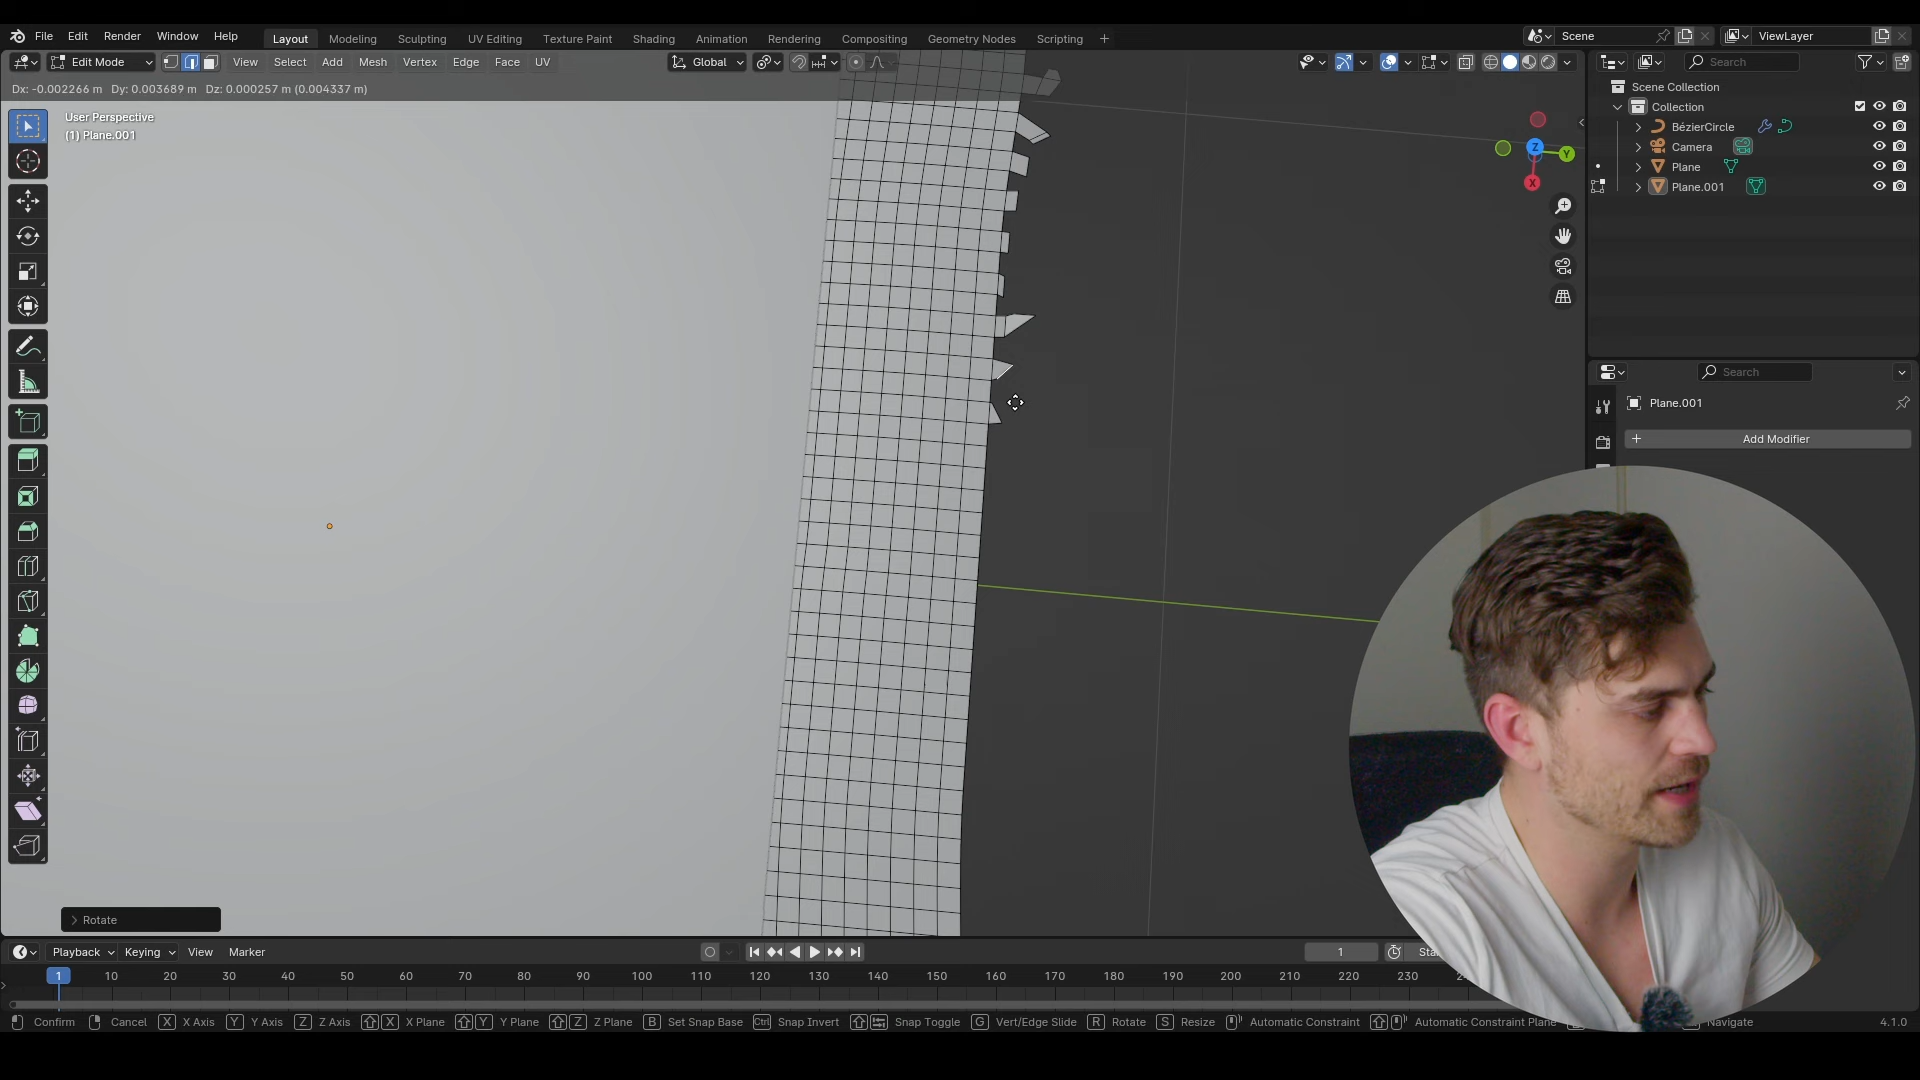 File Edit Render Window Help Layout Modeling Sculpting UV Editing Texture Paint Shading Animation Rendering Compositing Geometry Nodes Scripting + Scene ViewLayer
Edit Mode View Select Add Mesh Vertex Edge Face UV Global Search
Dx: -0.002266 m Dy: 0.003689 m Dz: 0.000257 m (0.004337 m)
User Perspective
(1) Plane.001
Scene Collection
Collection
BézierCircle
Camera
Plane
Plane.001
Z
Y
X
Search
Plane.001
+ Add Modifier
> Rotate
Playback Keying View Marker 1 Sta
1 10 20 30 40 50 60 70 80 90 100 110 120 130 140 150 160 170 180 190 200 210 220 230
Confirm Cancel X X Axis Y Y Axis Z Z Axis X X Plane Y Y Plane Z Z Plane B Set Snap Base Ctrl Snap Invert Snap Toggle G Vert/Edge Slide R Rotate S Resize Automatic Constraint Automatic Constraint Plane Navigate 4.1.0